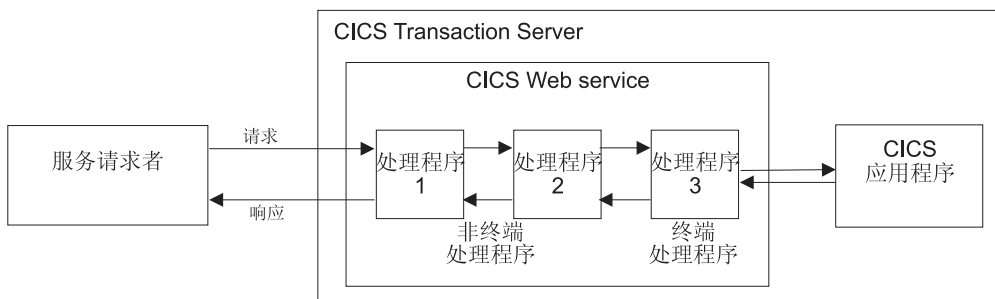 CICS Transaction Server
CICS Web service
服务请求者
请求
响应
处理程序
1
处理程序
2
处理程序
3
非终端
处理程序
终端
处理程序
CICS
应用程序